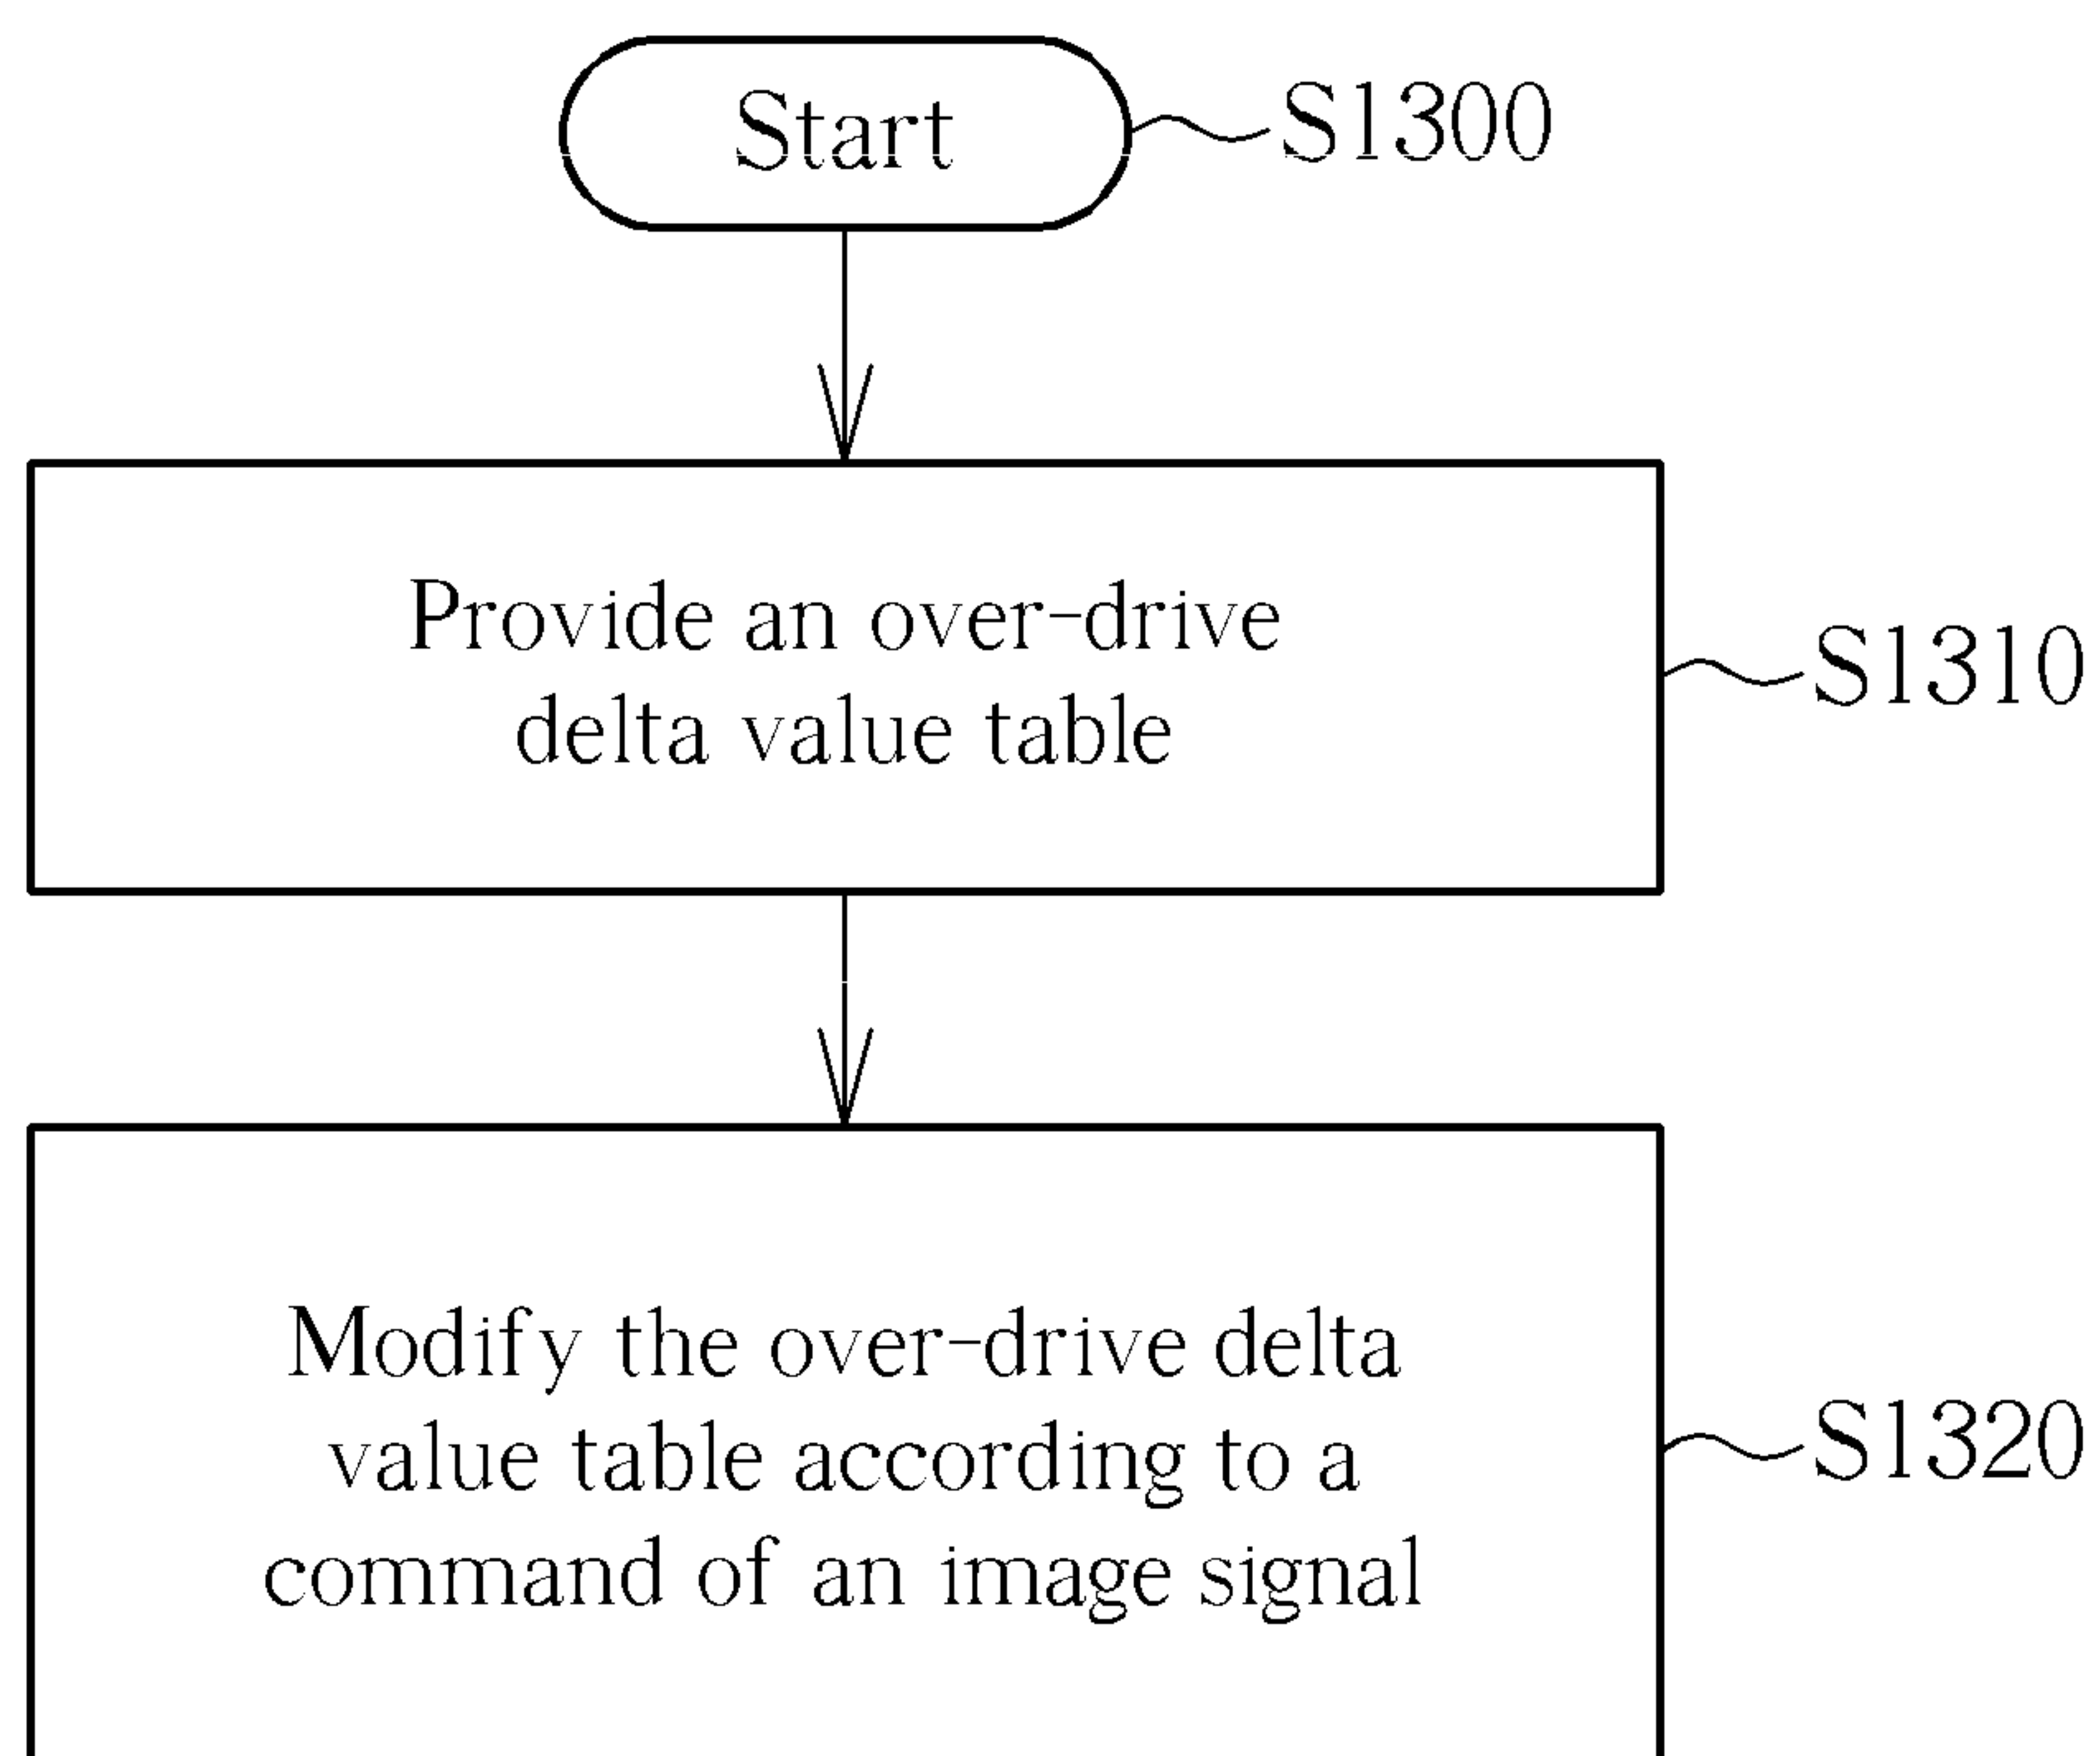 Start
S1300
Provide an over-drive
delta value table
S1310
Modify the over-drive delta
value table according to a
command of an image signal
S1320